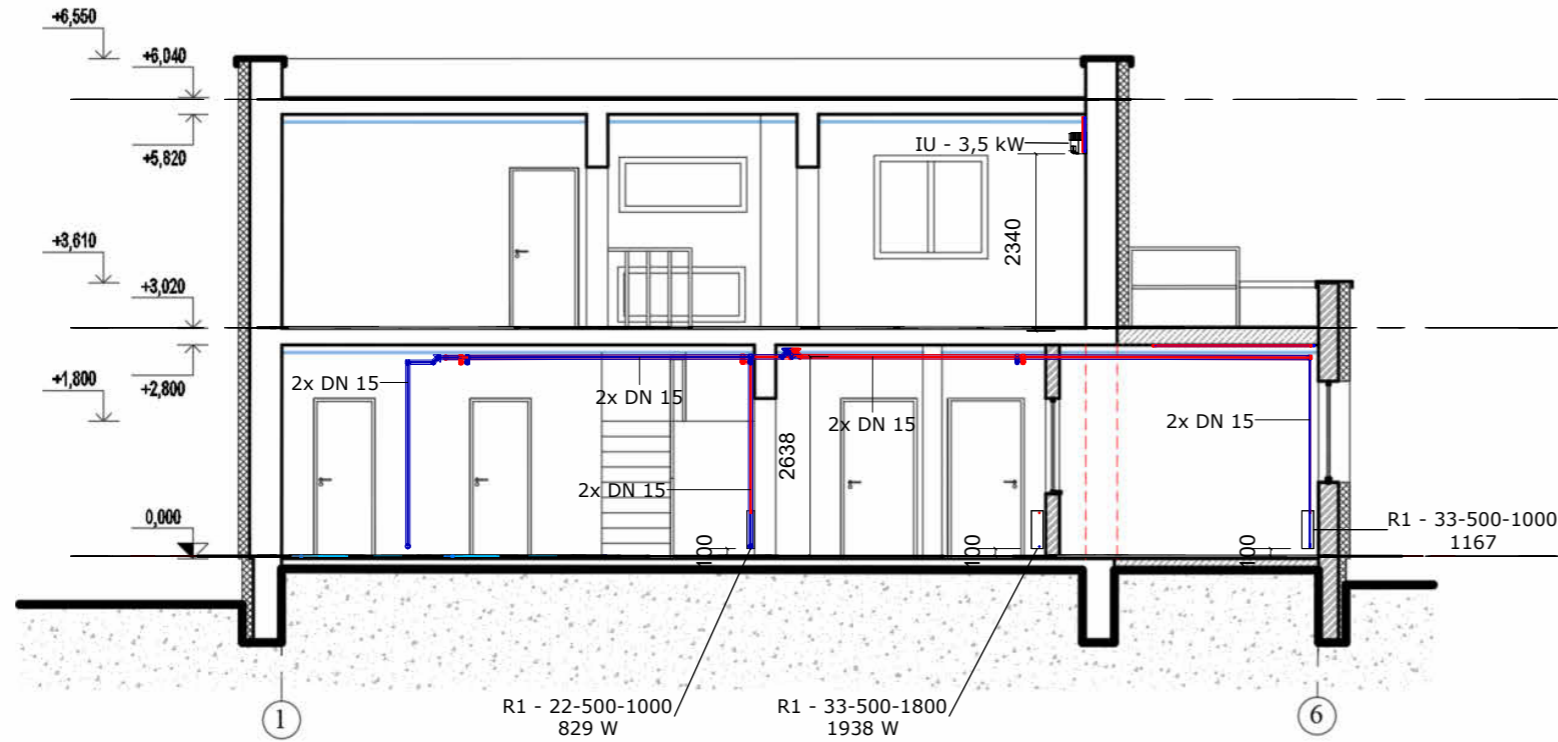 +6,550
+6,040
+5,820
IU - 3,5 kW
2340
+3,610
+3,020
+2,800
+1,800
2x DN 15
2x DN 15
2x DN 15
2x DN 15
2638
2x DN 15
0,000
100
100
100
R1 - 33-500-1000
1167
R1 - 22-500-1000
829 W
R1 - 33-500-1800
1938 W
1
6